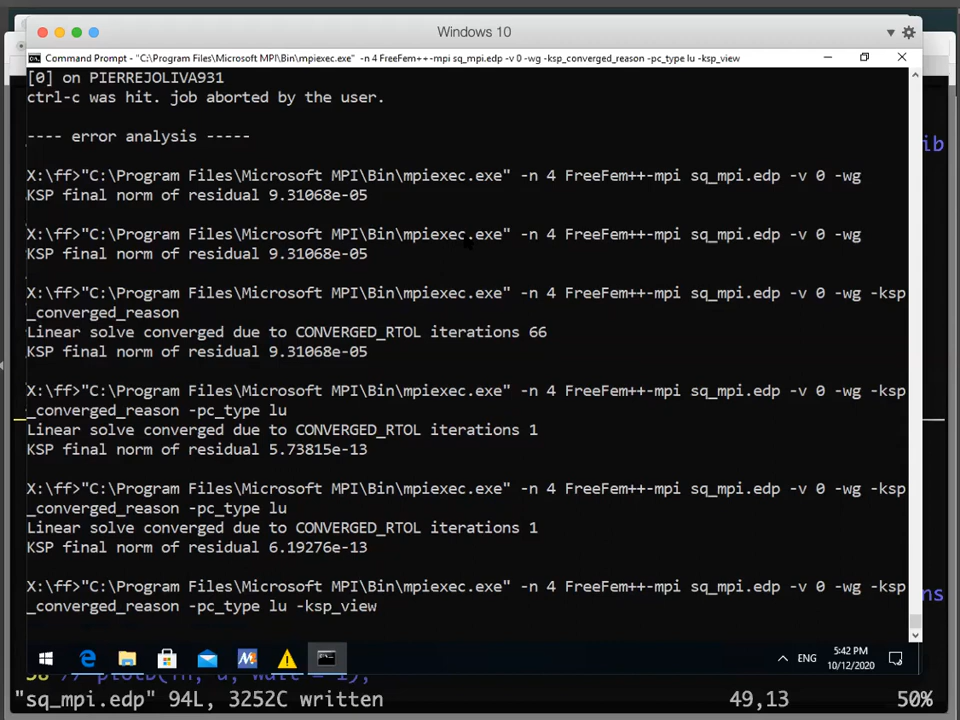 Windows 10
Command Prompt - "C:\Program Files\Microsoft MPI\Bin\mpiexec.exe" -n 4 FreeFem++-mpi sq_mpi.edp -v 0 -wg -ksp_converged_reason -pc_type lu -ksp_view
[0] on PIERREJOLIVA931
ctrl-c was hit. job aborted by the user.
---- error analysis -----
X:\ff>"C:\Program Files\Microsoft MPI\Bin\mpiexec.exe" -n 4 FreeFem++-mpi sq_mpi.edp -v 0 -wg
KSP final norm of residual 9.31068e-05
X:\ff>"C:\Program Files\Microsoft MPI\Bin\mpiexec.exe" -n 4 FreeFem++-mpi sq_mpi.edp -v 0 -wg
KSP final norm of residual 9.31068e-05
X:\ff>"C:\Program Files\Microsoft MPI\Bin\mpiexec.exe" -n 4 FreeFem++-mpi sq_mpi.edp -v 0 -wg -ksp
_converged_reason
Linear solve converged due to CONVERGED_RTOL iterations 66
KSP final norm of residual 9.31068e-05
X:\ff>"C:\Program Files\Microsoft MPI\Bin\mpiexec.exe" -n 4 FreeFem++-mpi sq_mpi.edp -v 0 -wg -ksp
_converged_reason -pc_type lu
Linear solve converged due to CONVERGED_RTOL iterations 1
KSP final norm of residual 5.73815e-13
X:\ff>"C:\Program Files\Microsoft MPI\Bin\mpiexec.exe" -n 4 FreeFem++-mpi sq_mpi.edp -v 0 -wg -ksp
_converged_reason -pc_type lu
Linear solve converged due to CONVERGED_RTOL iterations 1
KSP final norm of residual 6.19276e-13
X:\ff>"C:\Program Files\Microsoft MPI\Bin\mpiexec.exe" -n 4 FreeFem++-mpi sq_mpi.edp -v 0 -wg -ksp
_converged_reason -pc_type lu -ksp_view
ib
ns
ENG
5:42 PM
10/12/2020
"sq_mpi.edp" 94L, 3252C written
49,13
50%